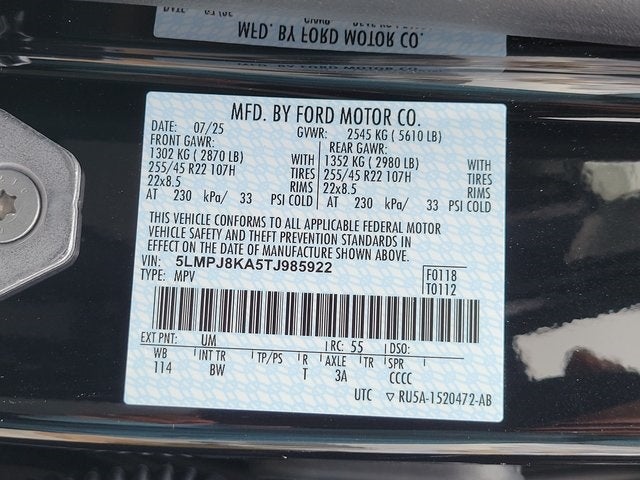 MFD. BY FORD MOTOR CO.
DATE: 07/25 GVWR: 2545 KG ( 5610 LB)
FRONT GAWR: REAR GAWR:
1302 KG ( 2870 LB) WITH 1352 KG ( 2980 LB) WITH
255/45 R22 107H TIRES 255/45 R22 107H TIRES
22x8.5 RIMS 22x8.5 RIMS
AT 230 kPa/ 33 PSI COLD AT 230 kPa/ 33 PSI COLD
THIS VEHICLE CONFORMS TO ALL APPLICABLE FEDERAL MOTOR
VEHICLE SAFETY AND THEFT PREVENTION STANDARDS IN
EFFECT ON THE DATE OF MANUFACTURE SHOWN ABOVE.
VIN: 5LMPJ8KA5TJ985922 F0118
TYPE: MPV T0112
EXT PNT: UM RC: 55 DSO:
WB INT TR TP/PS R AXLE TR SPR
114 BW T 3A CCCC
UTC ▽ RU5A-1520472-AB